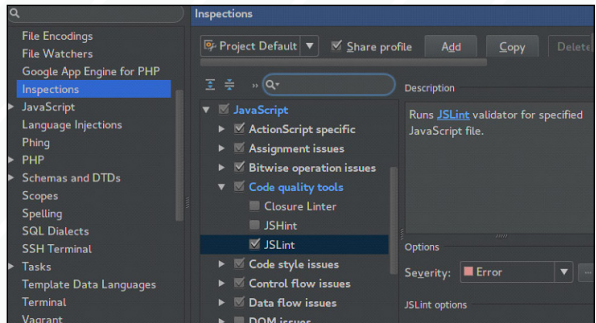 File Encodings
File Watchers
Google App Engine for PHP
Inspections
JavaScript
Language Injections
Phing
PHP
Schemas and DTDs
Scopes
Spelling
SQL Dialects
SSH Terminal
Tasks
Template Data Languages
Terminal
Vagrant
Inspections
Project Default
Share profile
Add
Copy
Delete
JavaScript
ActionScript specific
Assignment issues
Bitwise operation issues
Code quality tools
Closure Linter
JSHint
JSLint
Code style issues
Control flow issues
Data flow issues
DOM issues
Description
Runs JSLint validator for specified
JavaScript file.
Options
Severity: Error ...
JSLint options